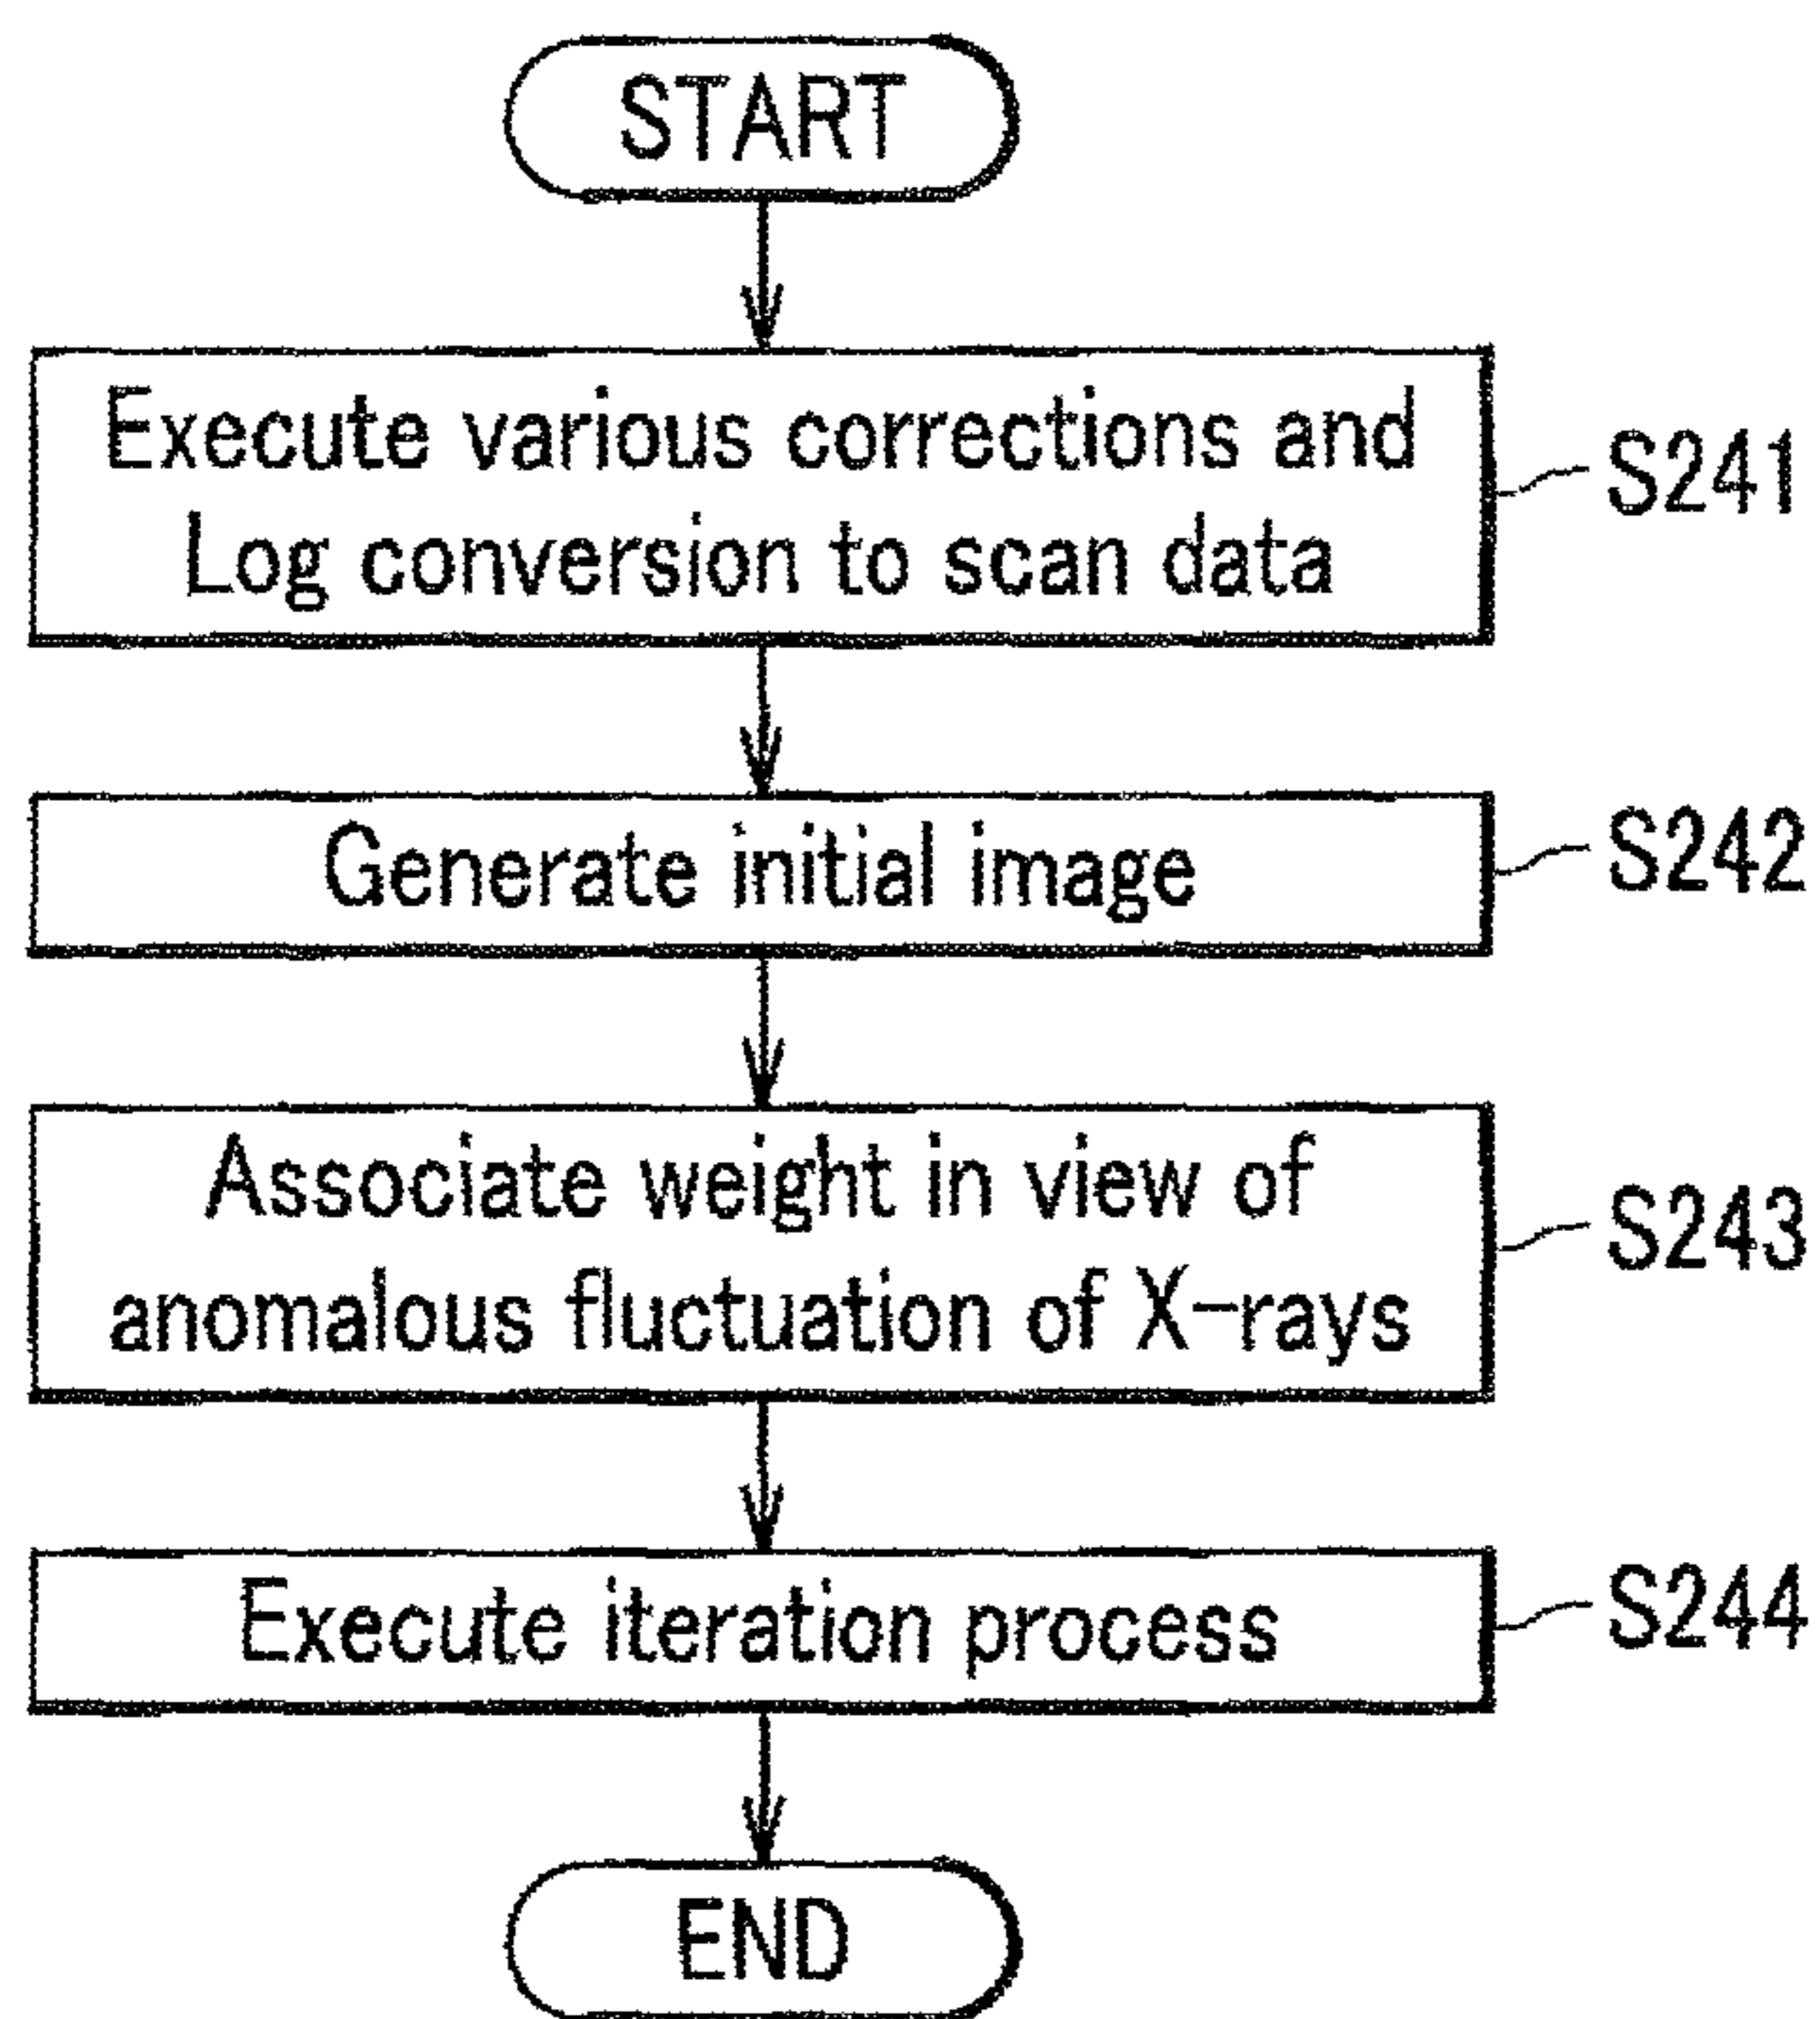 START
Execute various corrections and
Log conversion to scan data
S241
Generate initial image
S242
Associate weight in view of
anomalous fluctuation of X-rays
S243
Execute iteration process
S244
END